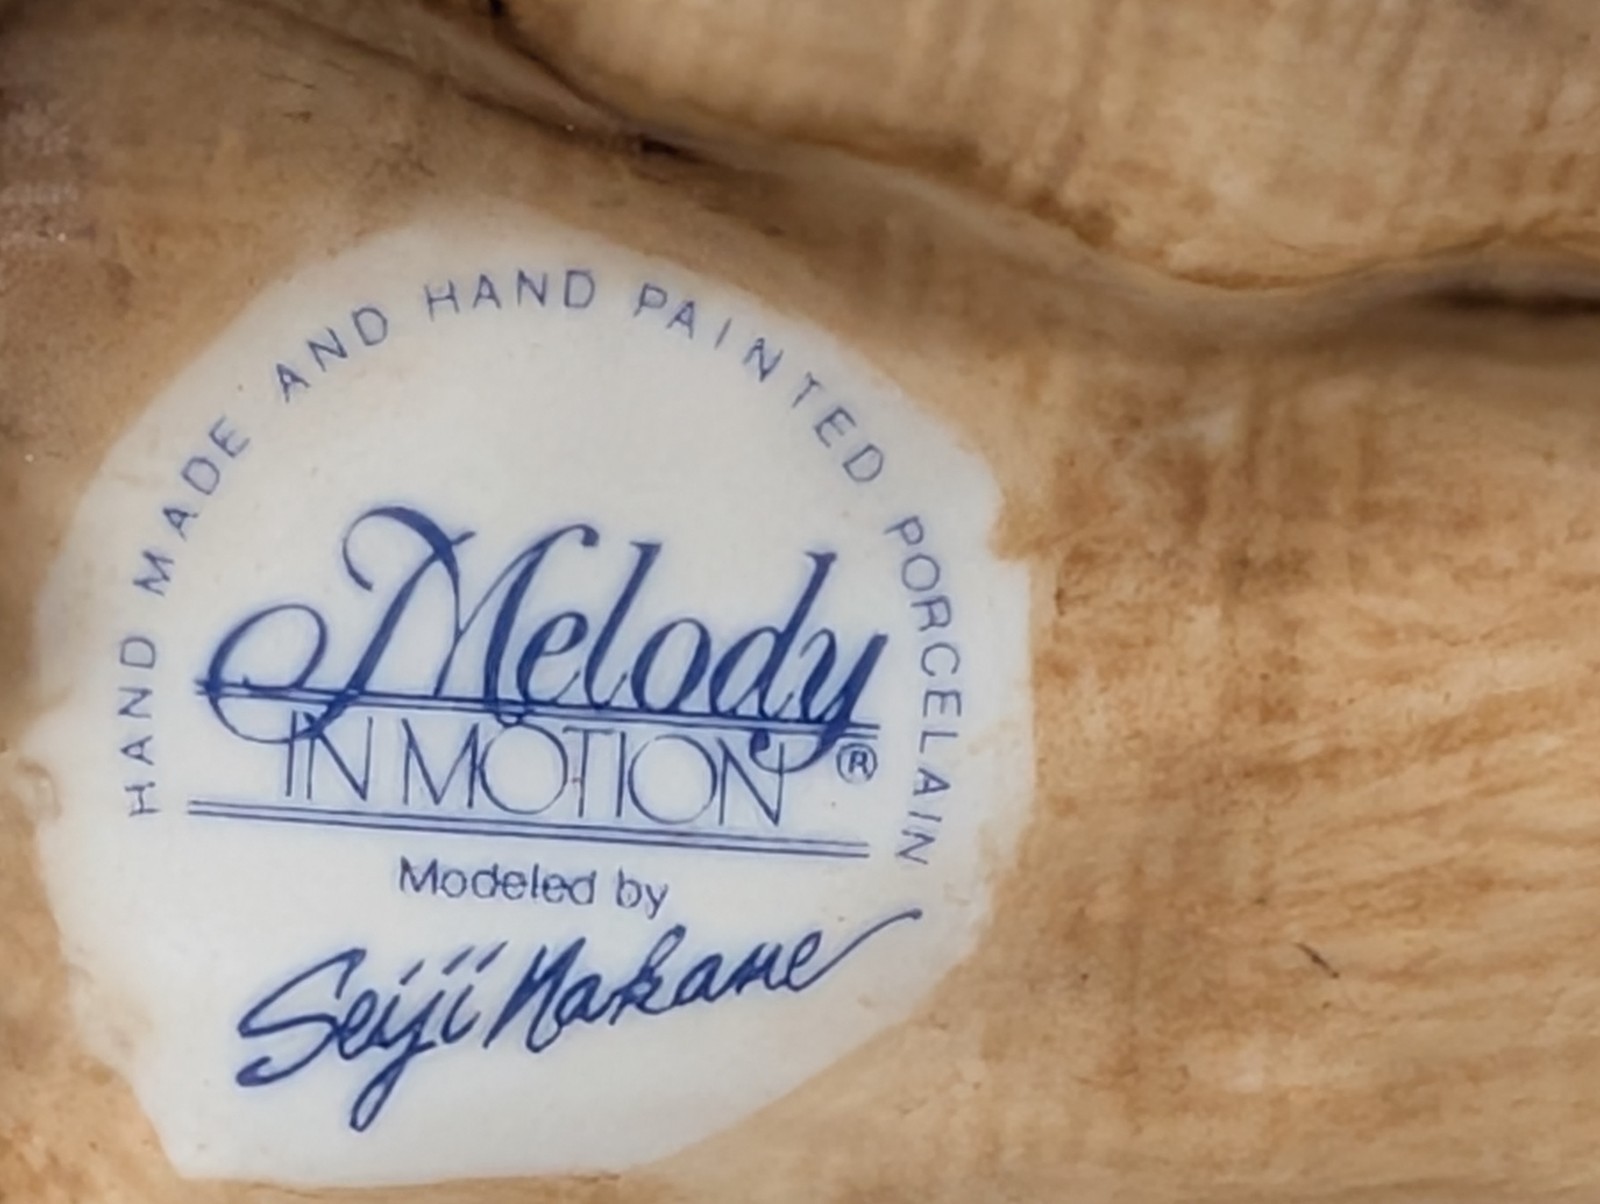 HAND MADE AND HAND PAINTED PORCELAIN
Melody
IN MOTION®
Modeled by
Seiji Nakane